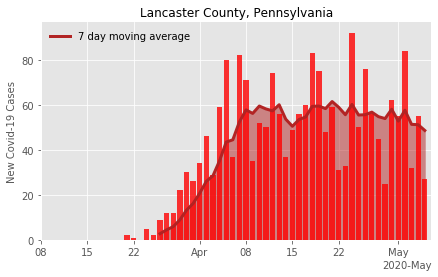 Lancaster County, Pennsylvania
7 day moving average
New Covid-19 Cases
80
60
40
20
0
08 15 22 Apr 08 15 22 May
2020-May